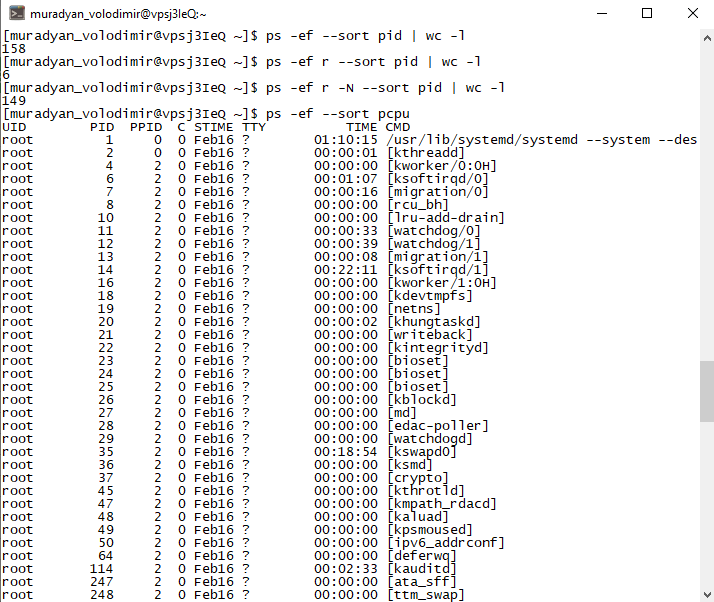 muradyan_volodimir@vpsj3IeQ:~
[muradyan_volodimir@vpsj3IeQ ~]$ ps -ef --sort pid | wc -l
158
[muradyan_volodimir@vpsj3IeQ ~]$ ps -ef r --sort pid | wc -l
6
[muradyan_volodimir@vpsj3IeQ ~]$ ps -ef r -N --sort pid | wc -l
149
[muradyan_volodimir@vpsj3IeQ ~]$ ps -ef --sort pcpu
UID PID PPID C STIME TTY TIME CMD
root 1 0 0 Feb16 ? 01:10:15 /usr/lib/systemd/systemd --system --des
root 2 0 0 Feb16 ? 00:00:01 [kthreadd]
root 4 2 0 Feb16 ? 00:00:00 [kworker/0:0H]
root 6 2 0 Feb16 ? 00:01:07 [ksoftirqd/0]
root 7 2 0 Feb16 ? 00:00:16 [migration/0]
root 8 2 0 Feb16 ? 00:00:00 [rcu_bh]
root 10 2 0 Feb16 ? 00:00:00 [lru-add-drain]
root 11 2 0 Feb16 ? 00:00:33 [watchdog/0]
root 12 2 0 Feb16 ? 00:00:39 [watchdog/1]
root 13 2 0 Feb16 ? 00:00:08 [migration/1]
root 14 2 0 Feb16 ? 00:22:11 [ksoftirqd/1]
root 16 2 0 Feb16 ? 00:00:00 [kworker/1:0H]
root 18 2 0 Feb16 ? 00:00:00 [kdevtmpfs]
root 19 2 0 Feb16 ? 00:00:00 [netns]
root 20 2 0 Feb16 ? 00:00:02 [khungtaskd]
root 21 2 0 Feb16 ? 00:00:00 [writeback]
root 22 2 0 Feb16 ? 00:00:00 [kintegrityd]
root 23 2 0 Feb16 ? 00:00:00 [bioset]
root 24 2 0 Feb16 ? 00:00:00 [bioset]
root 25 2 0 Feb16 ? 00:00:00 [bioset]
root 26 2 0 Feb16 ? 00:00:00 [kblockd]
root 27 2 0 Feb16 ? 00:00:00 [md]
root 28 2 0 Feb16 ? 00:00:00 [edac-poller]
root 29 2 0 Feb16 ? 00:00:00 [watchdogd]
root 35 2 0 Feb16 ? 00:18:54 [kswapd0]
root 36 2 0 Feb16 ? 00:00:00 [ksmd]
root 37 2 0 Feb16 ? 00:00:00 [crypto]
root 45 2 0 Feb16 ? 00:00:00 [kthrotld]
root 47 2 0 Feb16 ? 00:00:00 [kmpath_rdacd]
root 48 2 0 Feb16 ? 00:00:00 [kaluad]
root 49 2 0 Feb16 ? 00:00:00 [kpsmoused]
root 50 2 0 Feb16 ? 00:00:00 [ipv6_addrconf]
root 64 2 0 Feb16 ? 00:00:00 [deferwq]
root 114 2 0 Feb16 ? 00:02:33 [kauditd]
root 247 2 0 Feb16 ? 00:00:00 [ata_sff]
root 248 2 0 Feb16 ? 00:00:00 [ttm_swap]